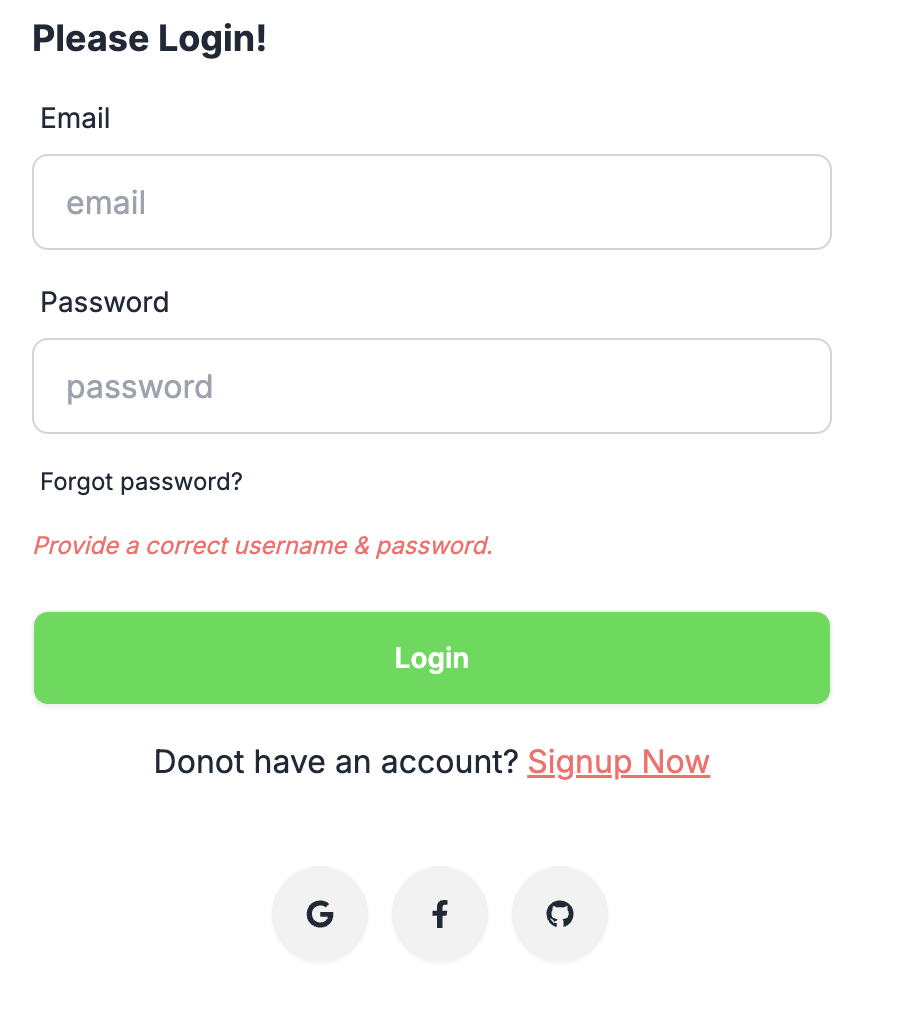 Please Login!
Email
email
Password
password
Forgot password?
Provide a correct username & password.
Login
Donot have an account? Signup Now